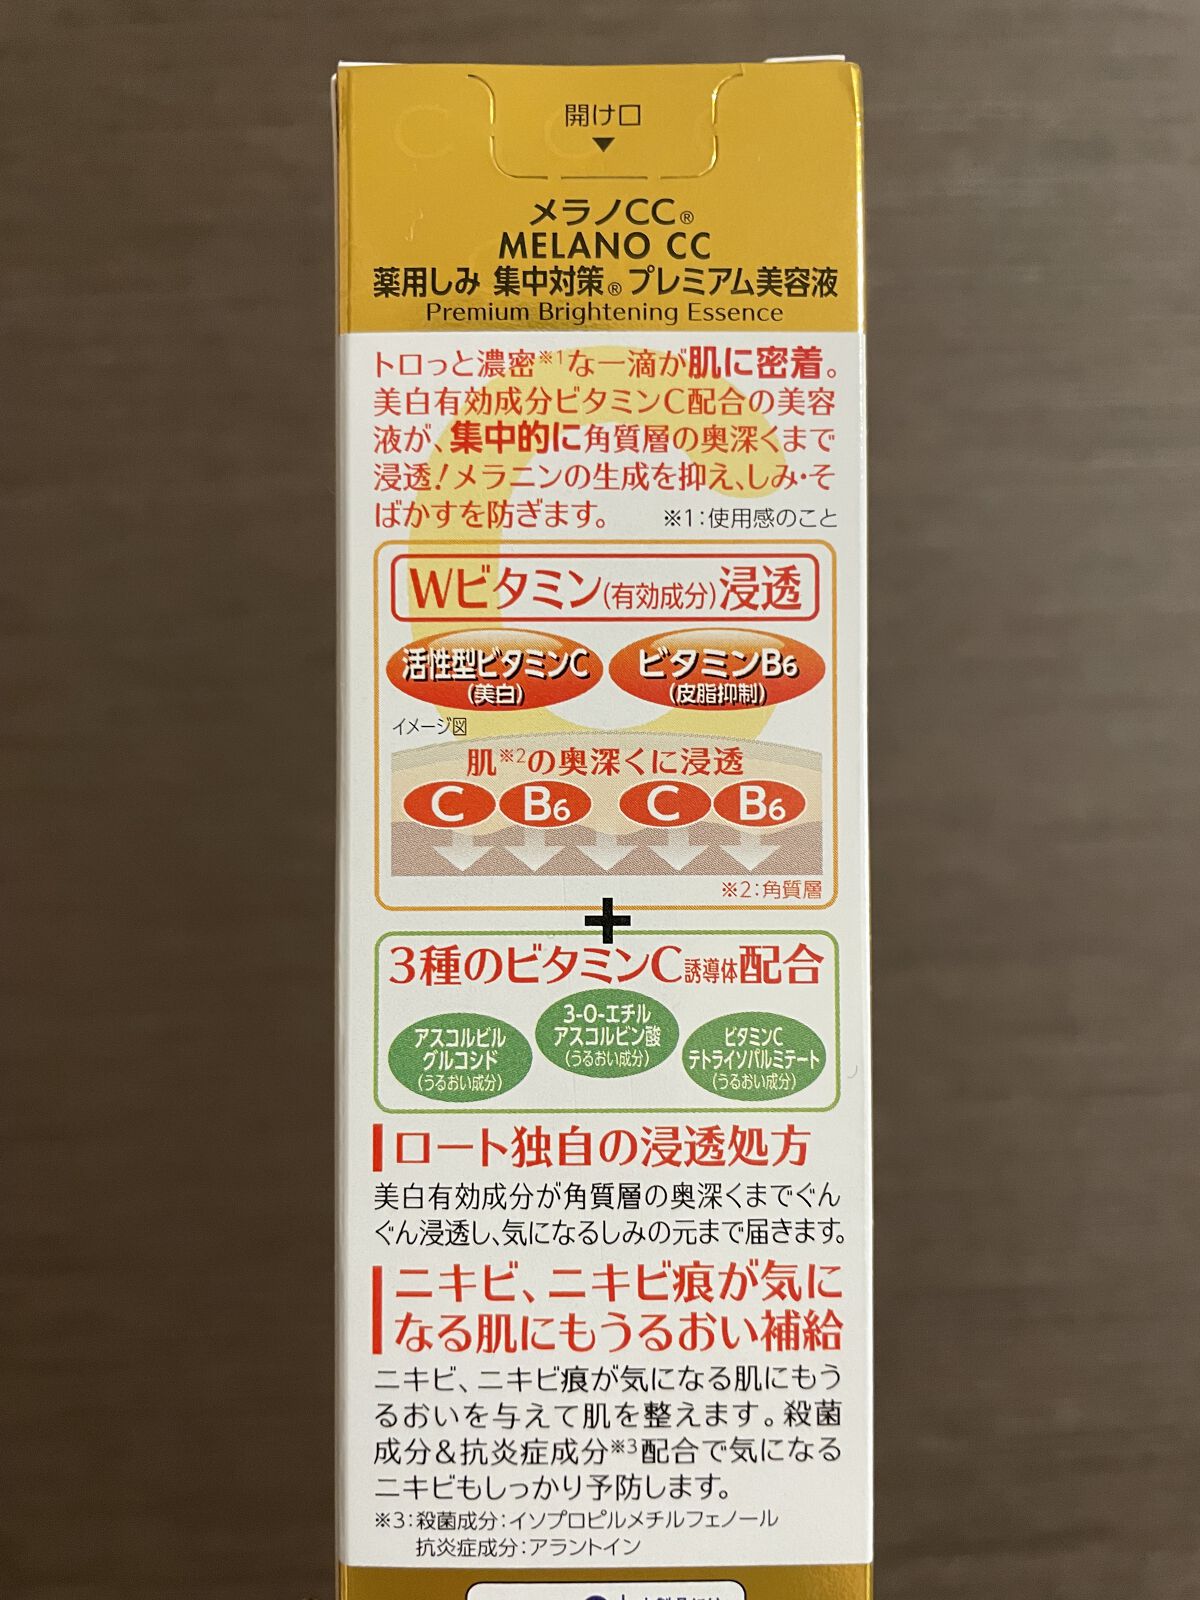 開け口
▼
メラノCC®
MELANO CC
薬用しみ 集中対策® プレミアム美容液
Premium Brightening Essence
トロっと濃密※1な一滴が肌に密着。
美白有効成分ビタミンC配合の美容
液が、集中的に角質層の奥深くまで
浸透!メラニンの生成を抑え、しみ・そ
ばかすを防ぎます。 ※1:使用感のこと
Wビタミン(有効成分)浸透
活性型ビタミンC ビタミンB6
(美白) (皮脂抑制)
イメージ図
肌※2の奥深くに浸透
C B6 C B6
※2:角質層
+
3種のビタミンC誘導体配合
アスコルビル
グルコシド
(うるおい成分)
3-O-エチル
アスコルビン酸
(うるおい成分)
ビタミンC
テトライソパルミテート
(うるおい成分)
ロート独自の浸透処方
美白有効成分が角質層の奥深くまでぐん
ぐん浸透し、気になるしみの元まで届きます。
ニキビ、ニキビ痕が気に
なる肌にもうるおい補給
ニキビ、ニキビ痕が気になる肌にもう
るおいを与えて肌を整えます。殺菌
成分&抗炎症成分※3配合で気になる
ニキビもしっかり予防します。
※3:殺菌成分:イソプロピルメチルフェノール
抗炎症成分:アラントイン